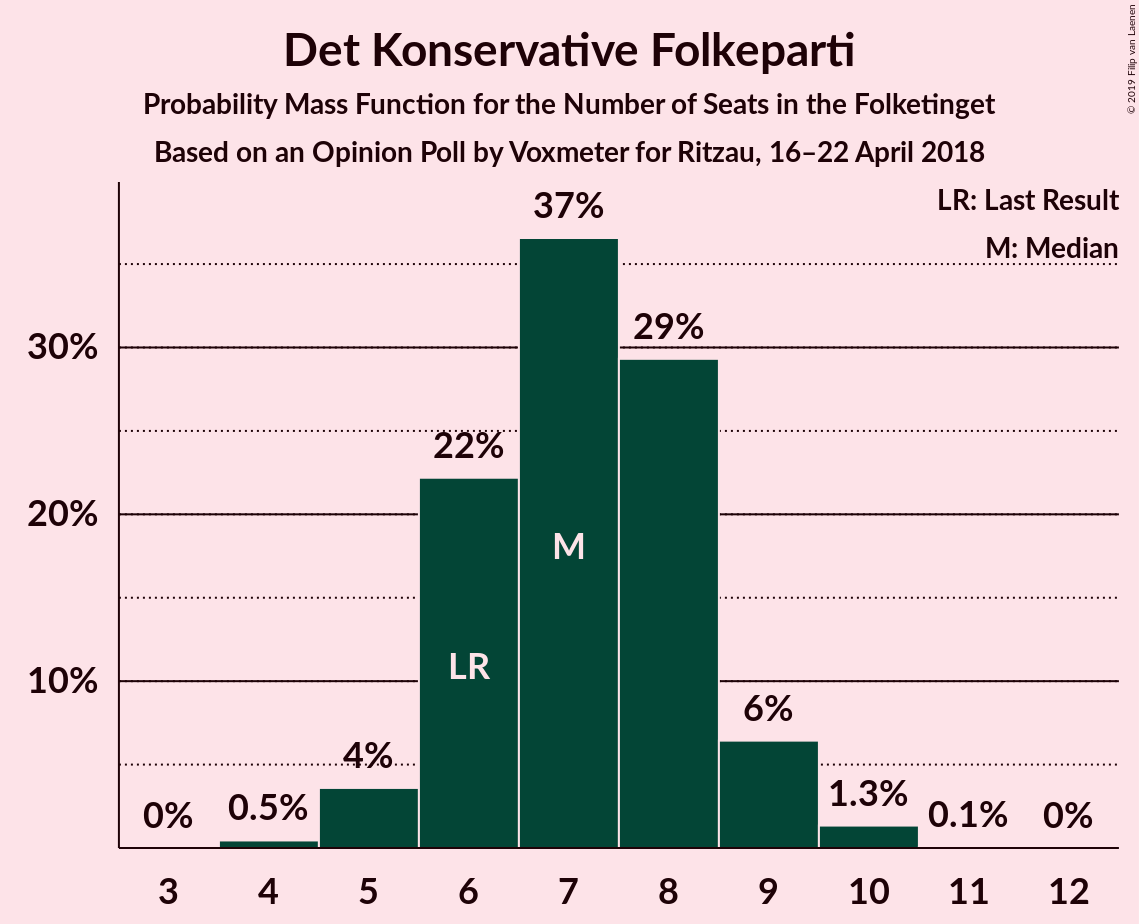 Det Konservative Folkeparti
Probability Mass Function for the Number of Seats in the Folketinget
Based on an Opinion Poll by Voxmeter for Ritzau, 16–22 April 2018
© 2019 Filip van Laenen
LR: Last Result
M: Median
37%
29%
30%
22%
20%
M
LR
10%
6%
4%
1.3%
0.5%
0%
0.1%
0%
3 4 5 6 7 8 9 10 11 12